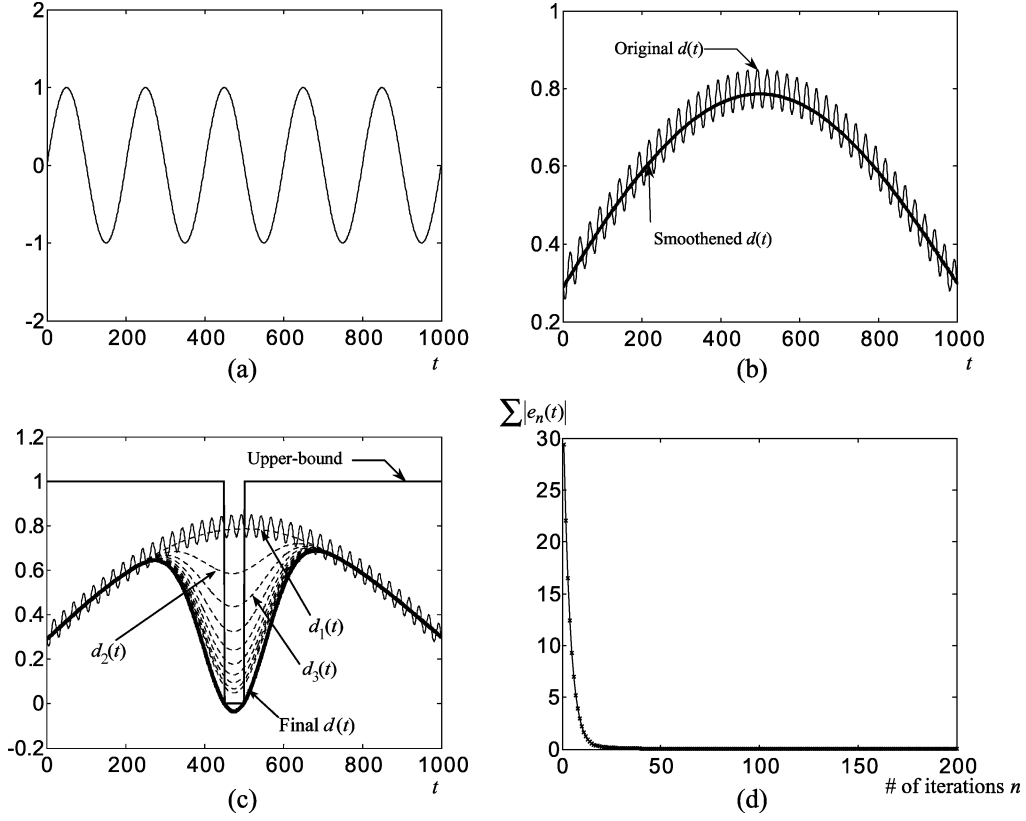 2
1
0
-1
-2
0 200 400 600 800 1000
t
(a)
1
0.8
0.6
0.4
0.2
Original d(t)
Smoothened d(t)
0 200 400 600 800 1000
t
(b)
1.2
1
0.8
0.6
0.4
0.2
0
-0.2
Upper-bound
d₁(t)
d₂(t)
d₃(t)
Final d(t)
0 200 400 600 800 1000
t
(c)
∑|eₙ(t)|
30
25
20
15
10
5
0
0 50 100 150 200
# of iterations n
(d)